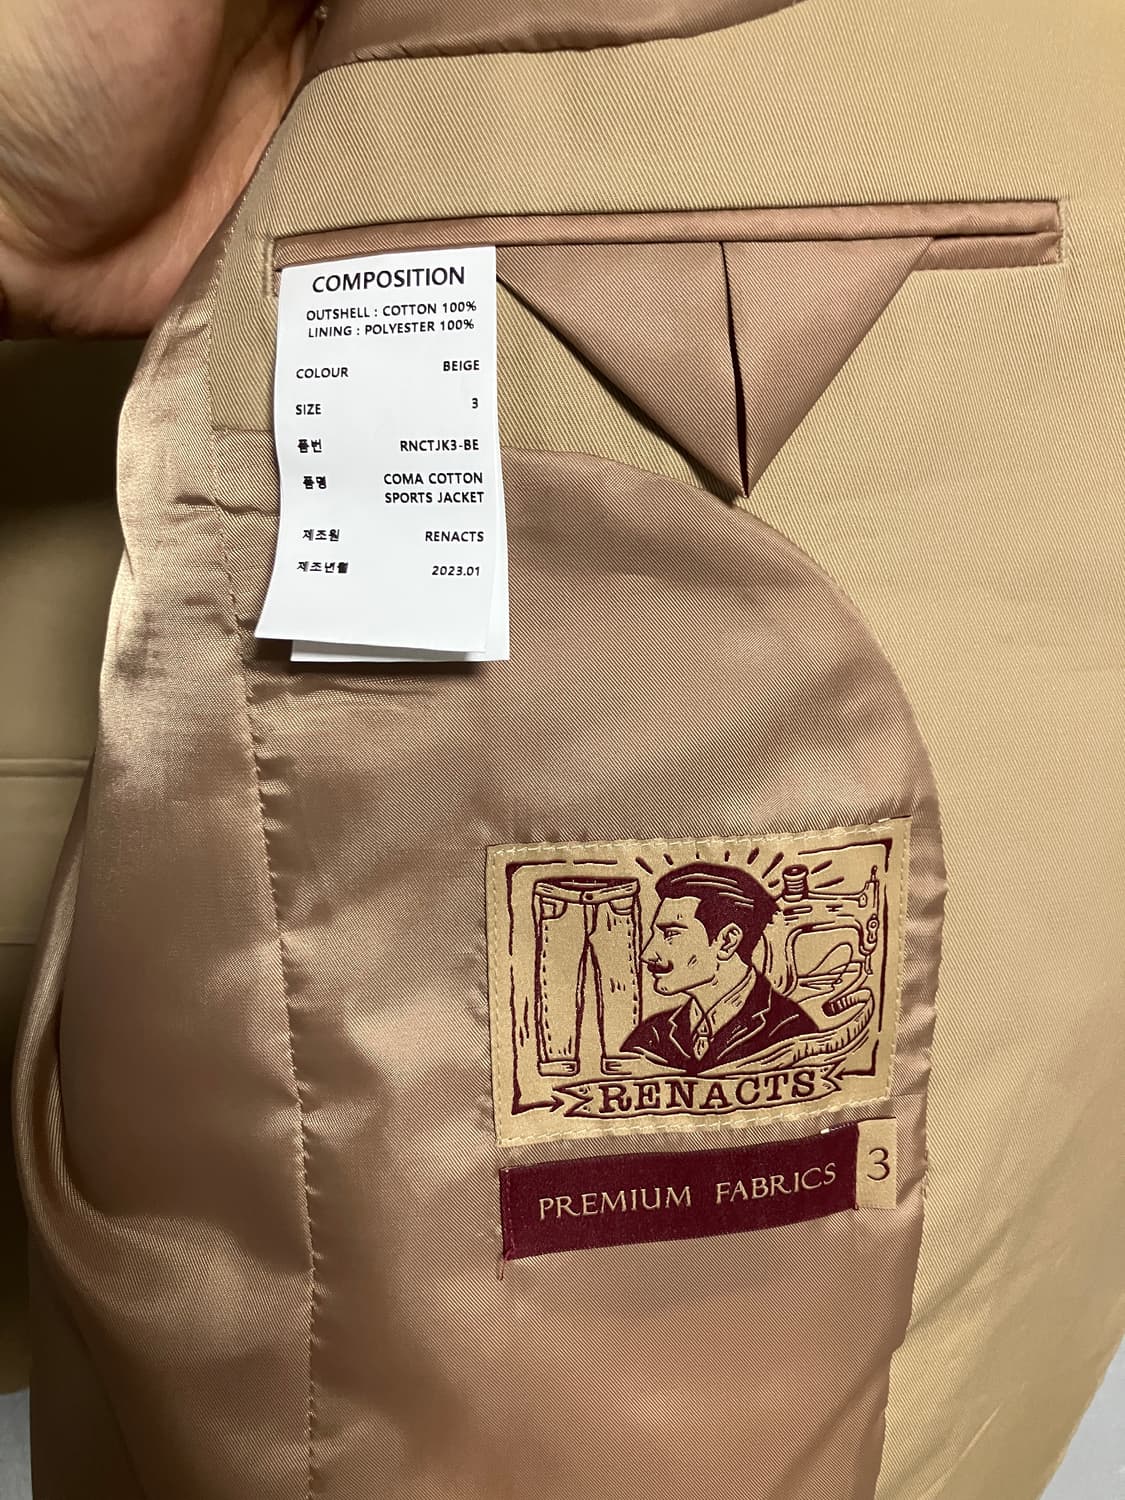 COMPOSITION
OUTSHELL : COTTON 100%
LINING : POLYESTER 100%
COLOUR BEIGE
SIZE 3
품번 RNCTJK3-BE
품명 COMA COTTON
SPORTS JACKET
제조원 RENACTS
제조년월 2023.01
RENACTS
PREMIUM FABRICS 3